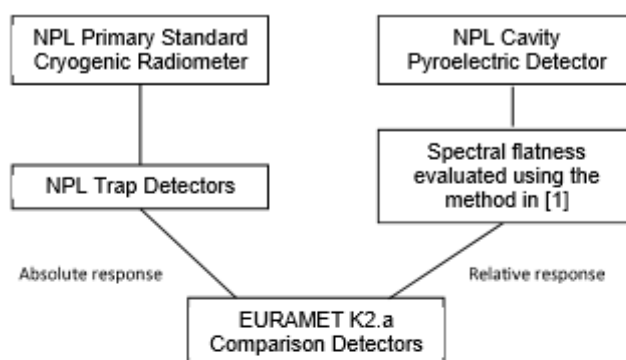 NPL Primary Standard
Cryogenic Radiometer
NPL Cavity
Pyroelectric Detector
NPL Trap Detectors
Spectral flatness
evaluated using the
method in [1]
Absolute response
Relative response
EURAMET K2.a
Comparison Detectors